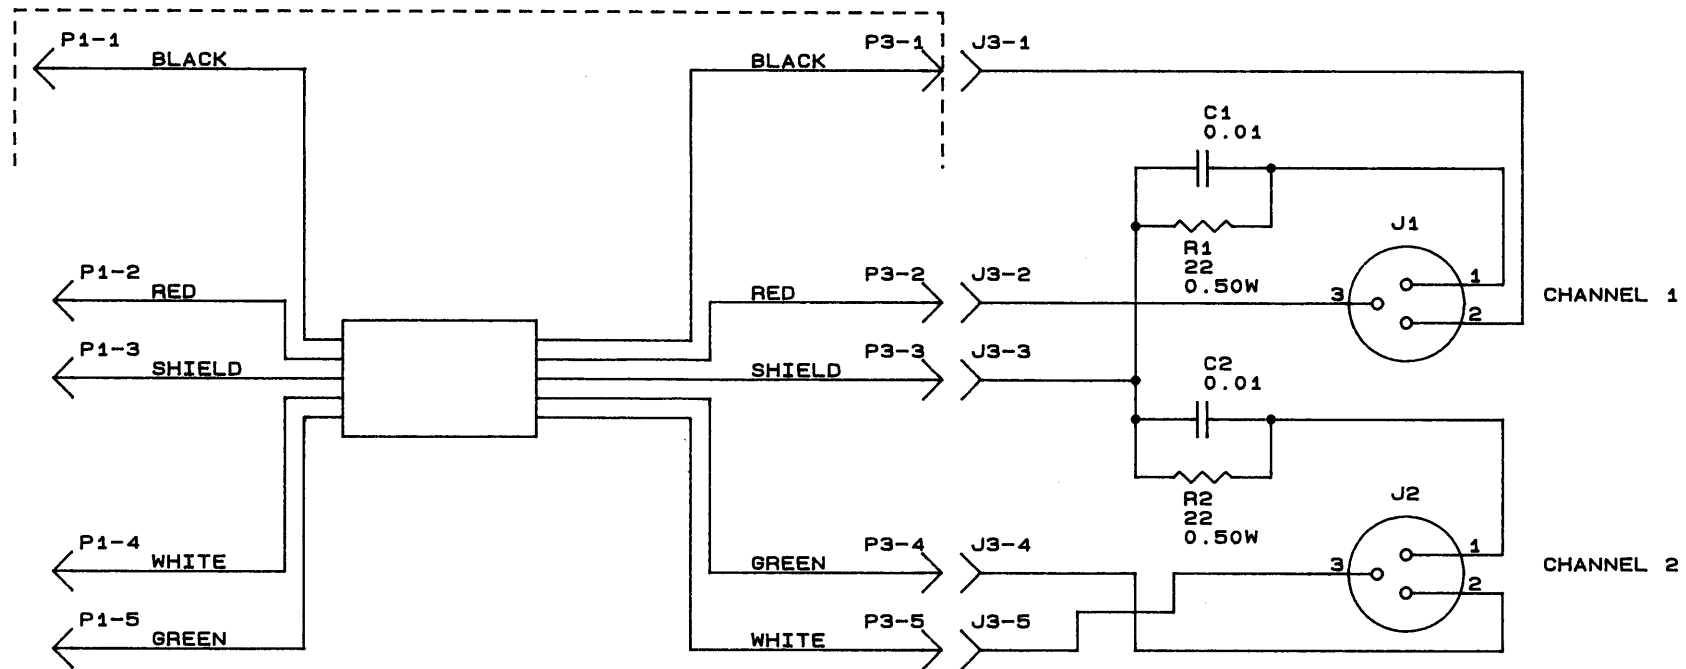 P1-1
BLACK
BLACK
P3-1
J3-1
C1
0.01
R1
22
0.50W
J1
1
3
2
CHANNEL 1
P1-2
RED
RED
P3-2
J3-2
P1-3
SHIELD
SHIELD
P3-3
J3-3
C2
0.01
R2
22
0.50W
J2
1
3
2
CHANNEL 2
P1-4
WHITE
GREEN
P3-4
J3-4
P1-5
GREEN
WHITE
P3-5
J3-5